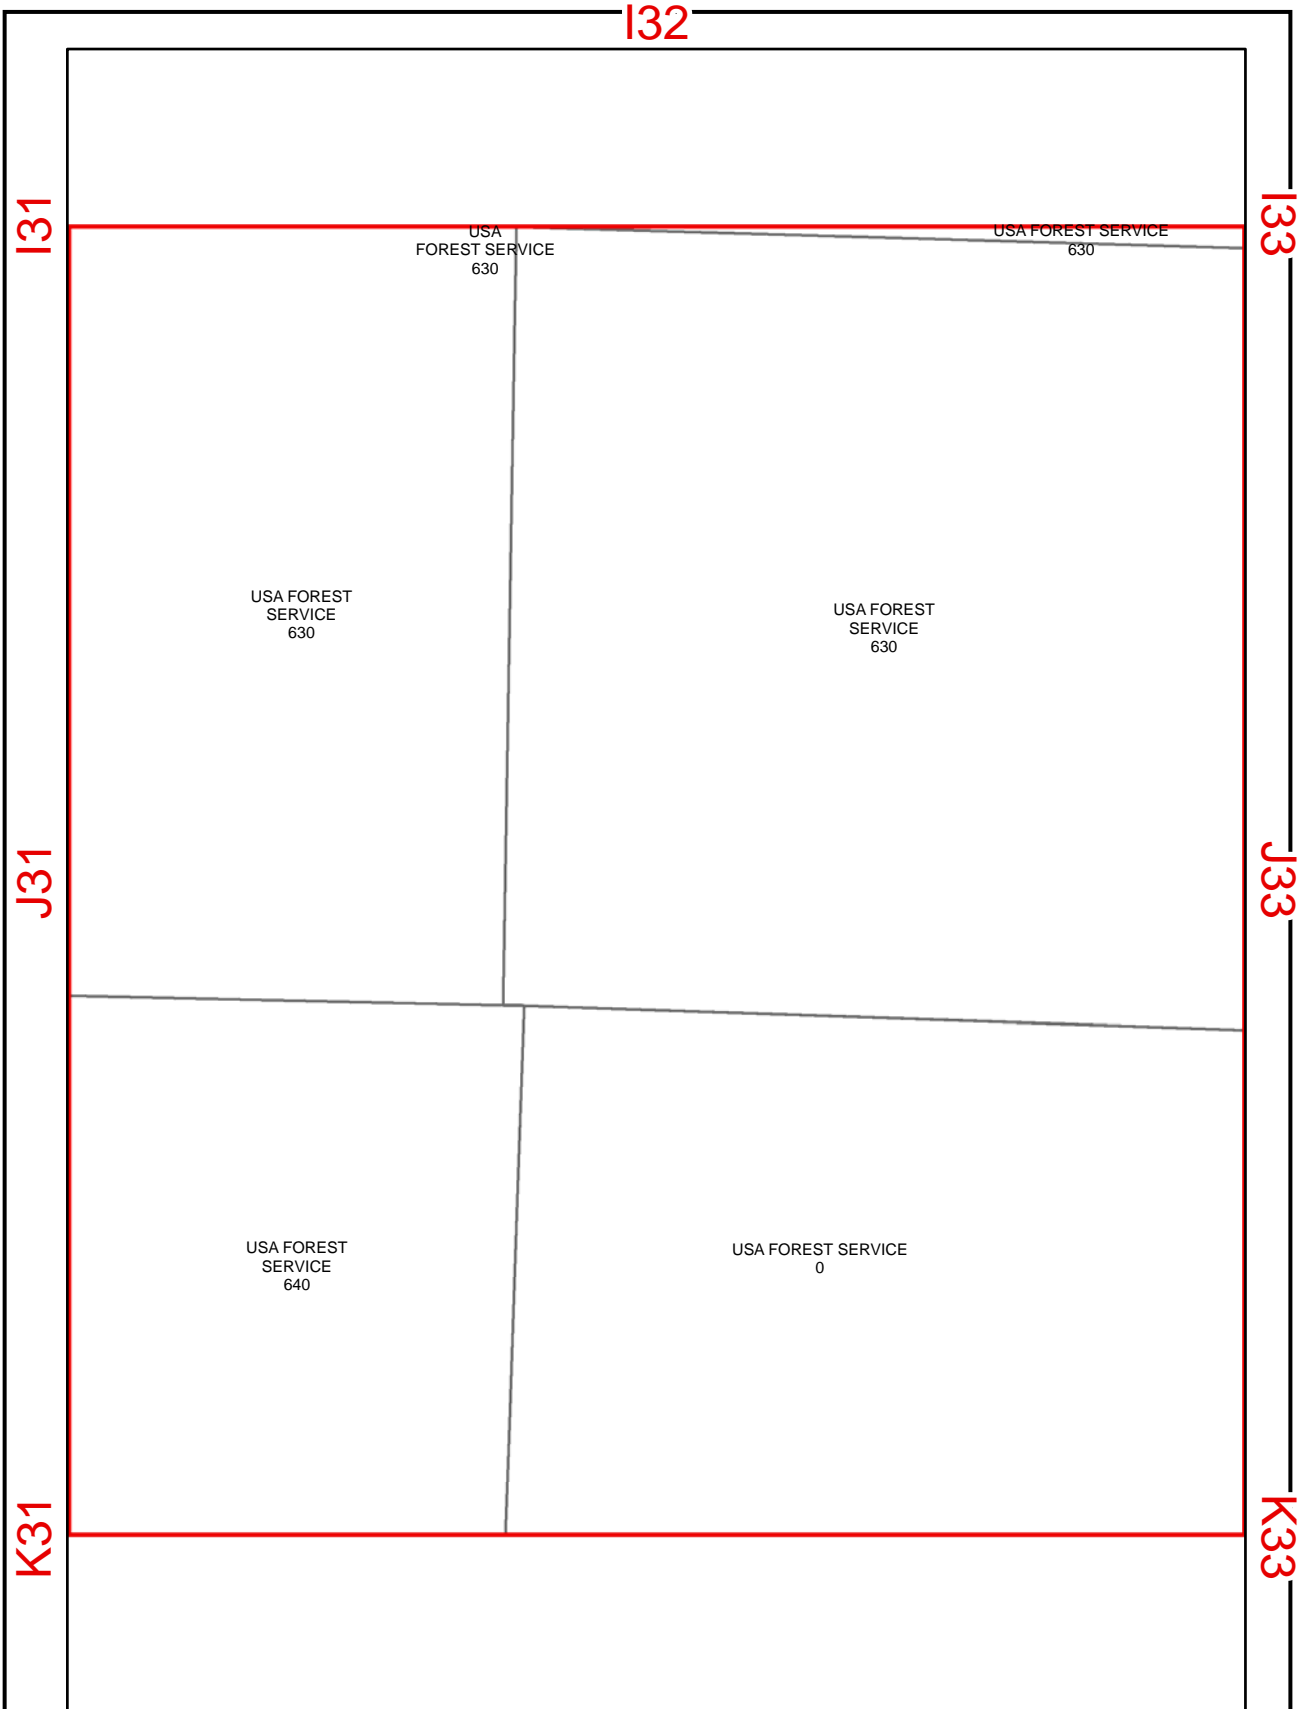 I32
I31
I33
USA
FOREST SERVICE
630
USA FOREST SERVICE
630
USA FOREST
SERVICE
630
USA FOREST
SERVICE
630
J31
J33
USA FOREST
SERVICE
640
USA FOREST SERVICE
0
K31
K33